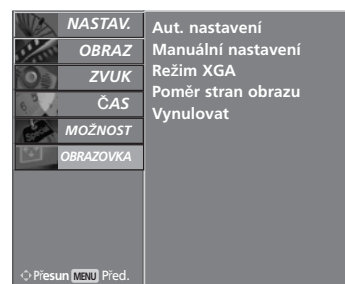 NASTAV.
OBRAZ
ZVUK
ČAS
MOŽNOST
OBRAZOVKA
Aut. nastavení
Manuální nastavení
Režim XGA
Poměr stran obrazu
Vynulovat
Přesun MENU Před.